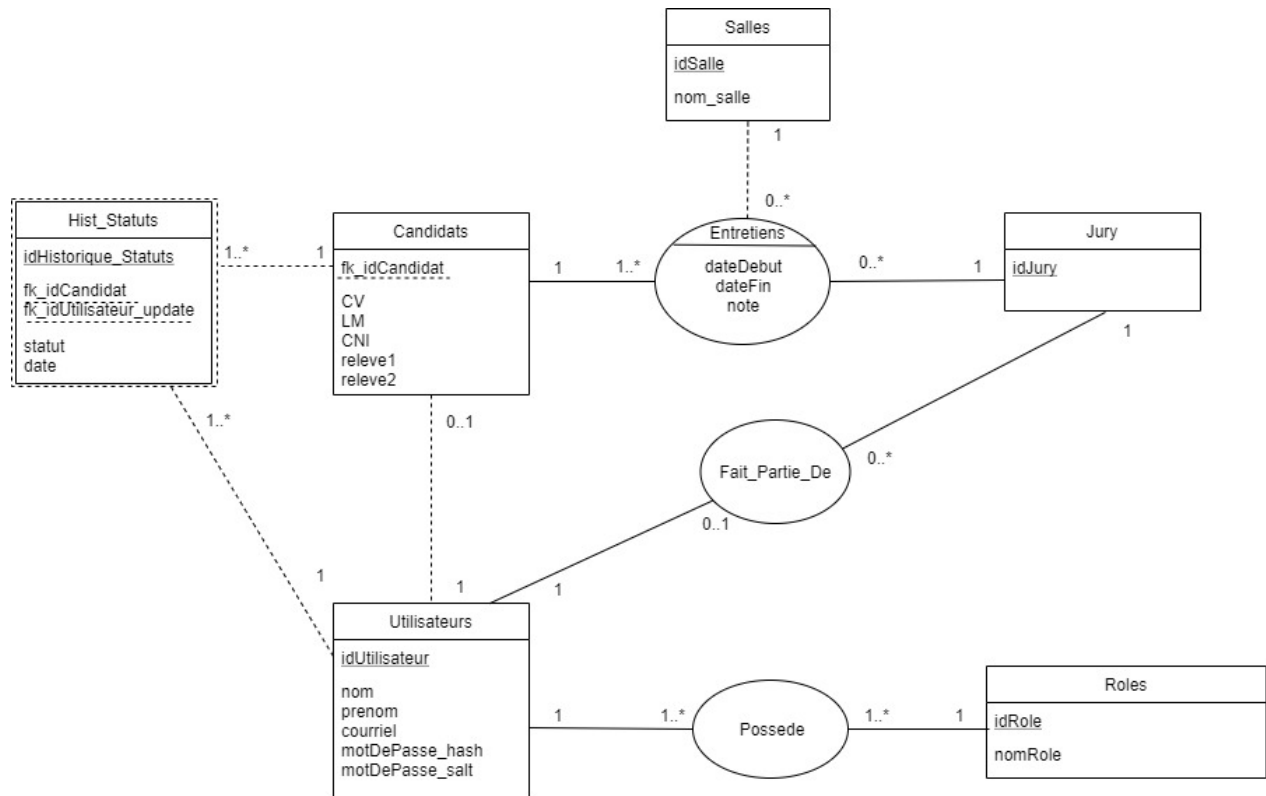 Salles
idSalle
nom_salle
1
0..*
Hist_Statuts
idHistorique_Statuts
fk_idCandidat
fk_idUtilisateur_update
statut
date
1..*
1
Candidats
fk_idCandidat
CV
LM
CNI
releve1
releve2
1
1..*
Entretiens
dateDebut
dateFin
note
0..*
1
Jury
idJury
1
1..*
0..1
Fait_Partie_De
0..*
0..1
1
1
1
Utilisateurs
idUtilisateur
nom
prenom
courriel
motDePasse_hash
motDePasse_salt
1
1..*
Possede
1..*
1
Roles
idRole
nomRole